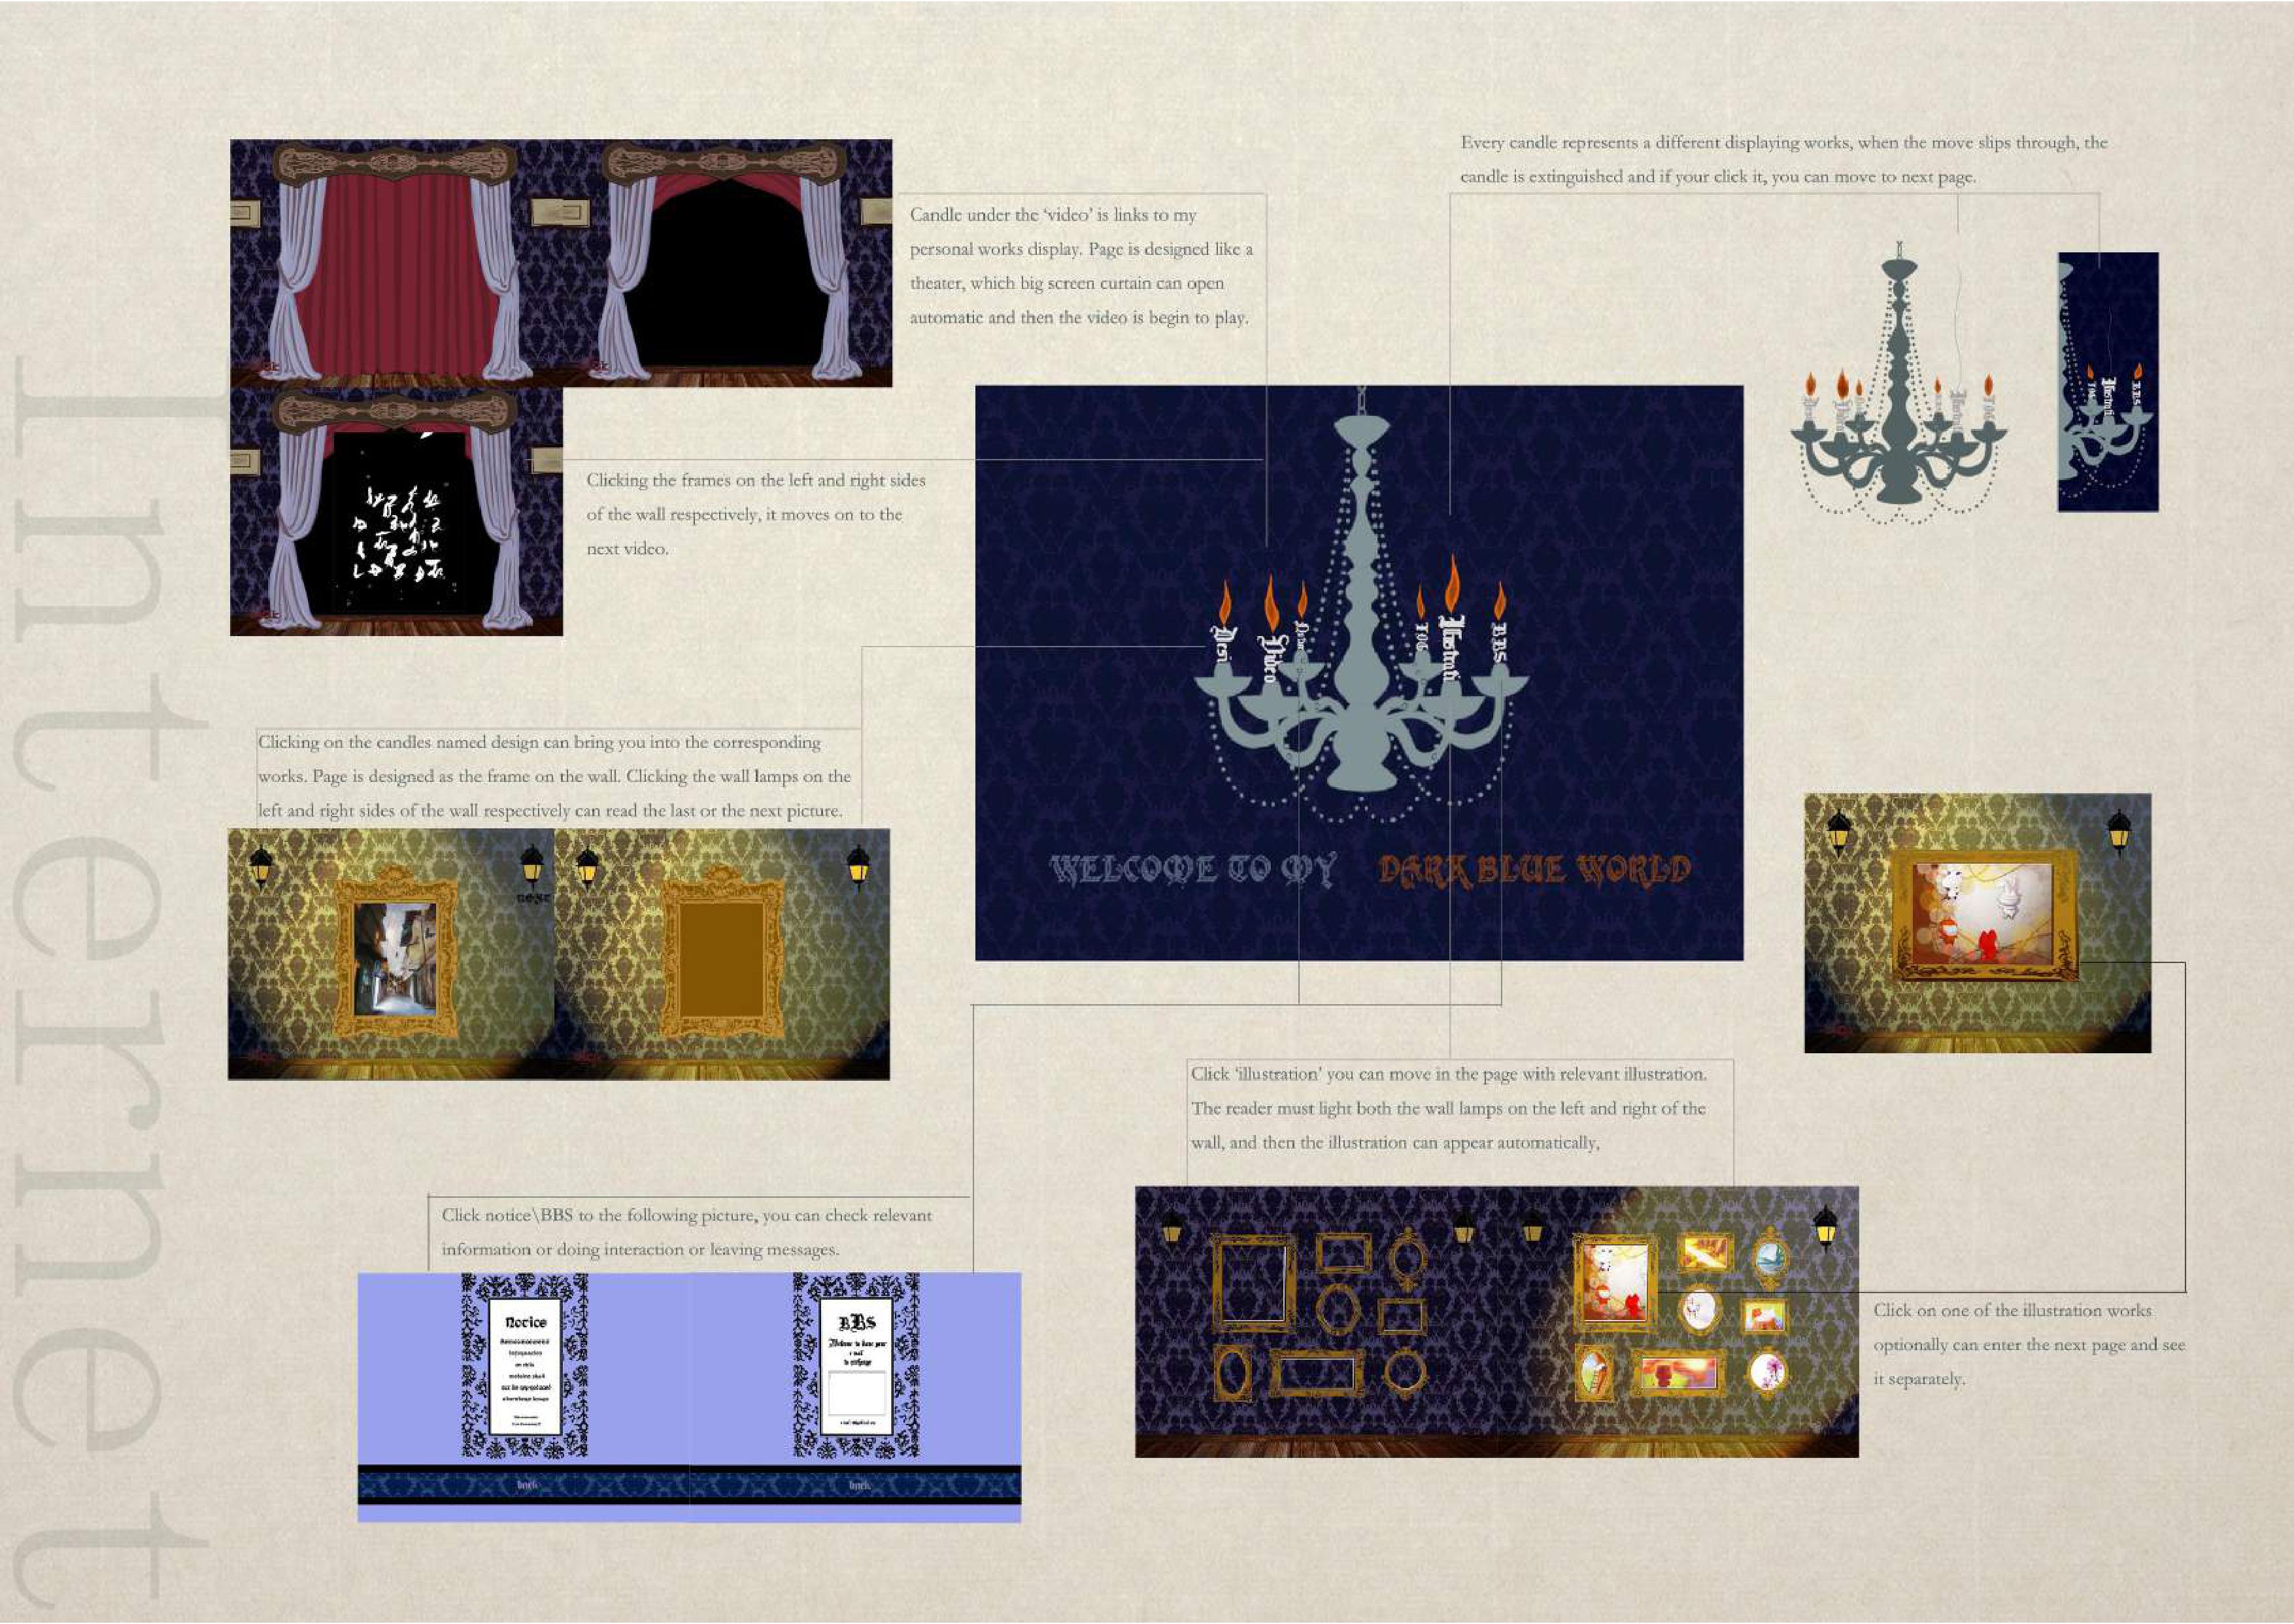 Internet
Every candle represents a different displaying works, when the move slips through, the
candle is extinguished and if your click it, you can move to next page.
Candle under the ‘video’ is links to my
personal works display. Page is designed like a
theater, which big screen curtain can open
automatic and then the video is begin to play.
Clicking the frames on the left and right sides
of the wall respectively, it moves on to the
next video.
Desi
Video
Illustrati
BBS
WELCOME TO MY DARK BLUE WORLD
Illustrati
BBS
Clicking on the candles named design can bring you into the corresponding
works. Page is designed as the frame on the wall. Clicking the wall lamps on the
left and right sides of the wall respectively can read the last or the next picture.
next
Click ‘illustration’ you can move in the page with relevant illustration.
The reader must light both the wall lamps on the left and right of the
wall, and then the illustration can appear automatically,
Click notice\BBS to the following picture, you can check relevant
information or doing interaction or leaving messages.
Notice
BBS
Welcome to leave your
e-mail
to exchange
back
back
Click on one of the illustration works
optionally can enter the next page and see
it separately.